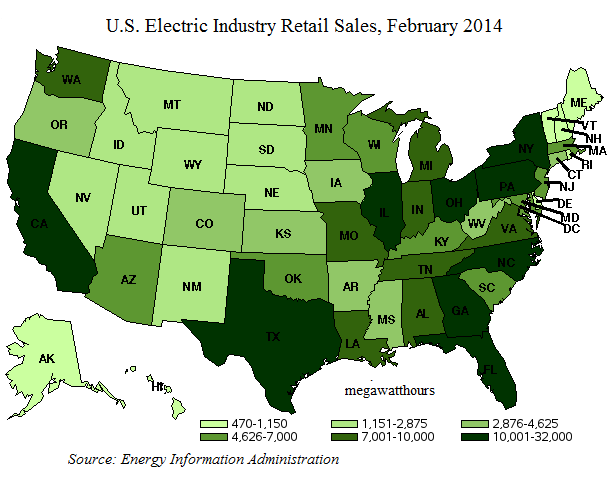 U.S. Electric Industry Retail Sales, February 2014
WA
MT
ND
MN
ME
VT
NH
OR
ID
SD
WI
MI
NY
MA
WY
RI
CT
NV
NE
IA
PA
NJ
CA
UT
CO
IL
IN
OH
DE
MD
DC
KS
MO
WV
VA
KY
AZ
NM
OK
AR
TN
NC
SC
TX
LA
MS
AL
GA
FL
AK
HI
megawatthours
470-1,150 1,151-2,875 2,876-4,625
4,626-7,000 7,001-10,000 10,001-32,000
Source: Energy Information Administration